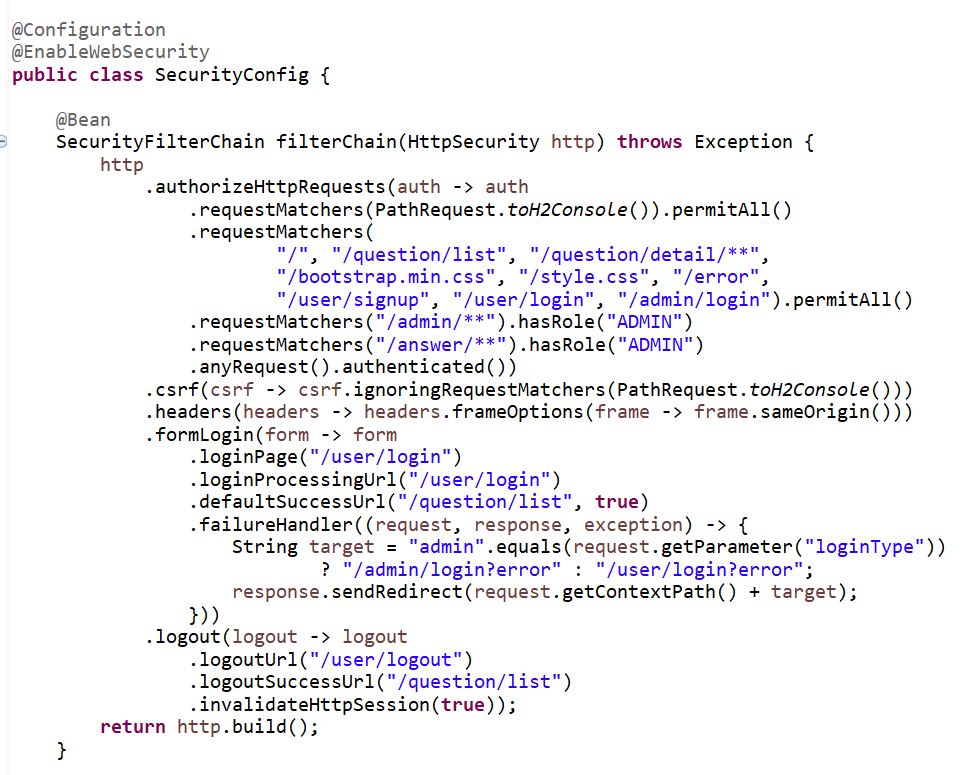 @Configuration
@EnableWebSecurity
public class SecurityConfig {
@Bean
SecurityFilterChain filterChain(HttpSecurity http) throws Exception {
http
.authorizeHttpRequests(auth -> auth
.requestMatchers(PathRequest.toH2Console()).permitAll()
.requestMatchers(
"/", "/question/list", "/question/detail/**",
"/bootstrap.min.css", "/style.css", "/error",
"/user/signup", "/user/login", "/admin/login").permitAll()
.requestMatchers("/admin/**").hasRole("ADMIN")
.requestMatchers("/answer/**").hasRole("ADMIN")
.anyRequest().authenticated())
.csrf(csrf -> csrf.ignoringRequestMatchers(PathRequest.toH2Console()))
.headers(headers -> headers.frameOptions(frame -> frame.sameOrigin()))
.formLogin(form -> form
.loginPage("/user/login")
.loginProcessingUrl("/user/login")
.defaultSuccessUrl("/question/list", true)
.failureHandler((request, response, exception) -> {
String target = "admin".equals(request.getParameter("loginType"))
? "/admin/login?error" : "/user/login?error";
response.sendRedirect(request.getContextPath() + target);
}))
.logout(logout -> logout
.logoutUrl("/user/logout")
.logoutSuccessUrl("/question/list")
.invalidateHttpSession(true));
return http.build();
}